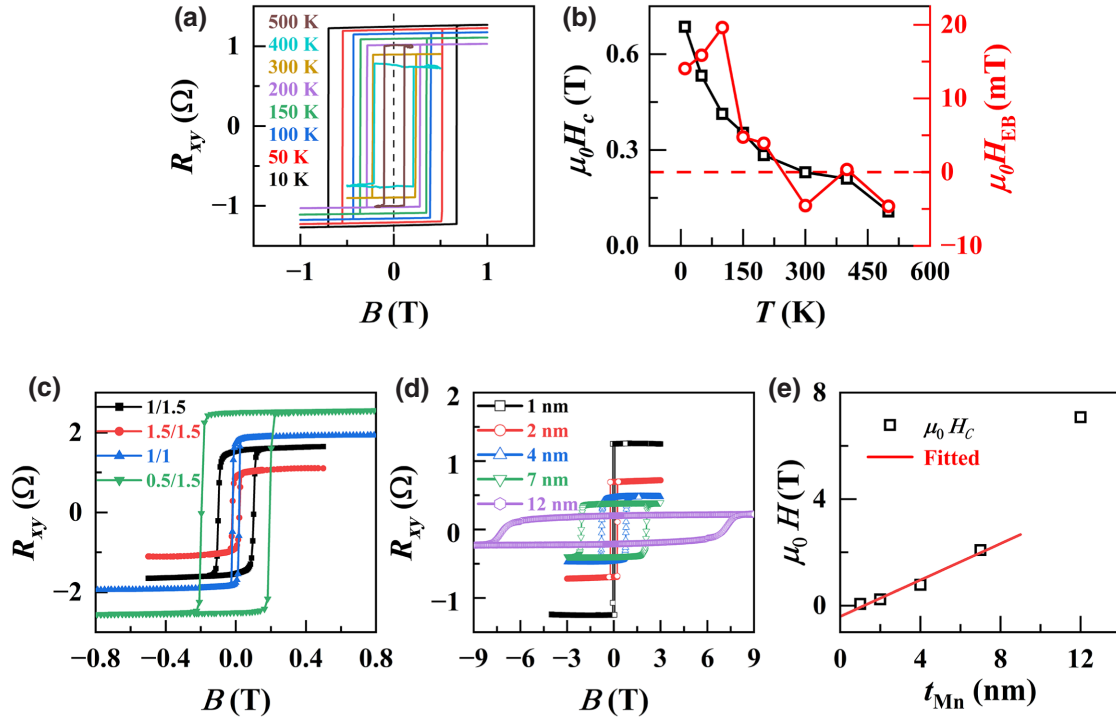 (a)
500 K
400 K
300 K
200 K
150 K
100 K
50 K
10 K
1
0
−1
Rxy (Ω)
−1 0 1
B (T)
(b)
0.6
0.3
0.0
μ0Hc (T)
20
10
0
−10
μ0HEB (mT)
0 150 300 450 600
T (K)
(c)
1/1.5
1.5/1.5
1/1
0.5/1.5
2
0
−2
Rxy (Ω)
−0.8 −0.4 0.0 0.4 0.8
B (T)
(d)
1 nm
2 nm
4 nm
7 nm
12 nm
2
1
0
−1
Rxy (Ω)
−9 −6 −3 0 3 6 9
B (T)
(e)
μ0 HC
Fitted
8
4
0
μ0 H (T)
0 4 8 12
tMn (nm)